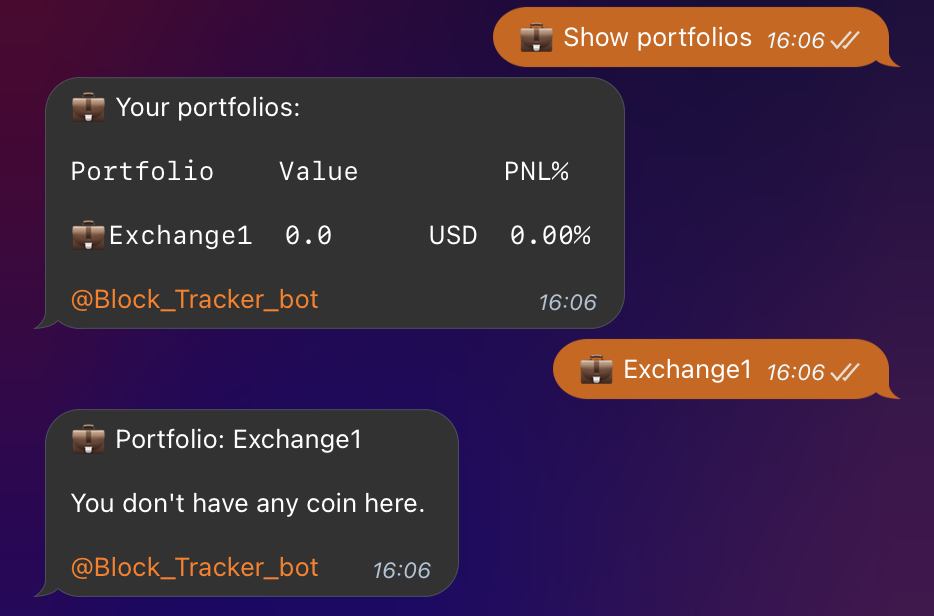 💼 Show portfolios 16:06
💼 Your portfolios:
Portfolio Value PNL%
💼Exchange1 0.0 USD 0.00%
@Block_Tracker_bot 16:06
💼 Exchange1 16:06
💼 Portfolio: Exchange1
You don't have any coin here.
@Block_Tracker_bot 16:06